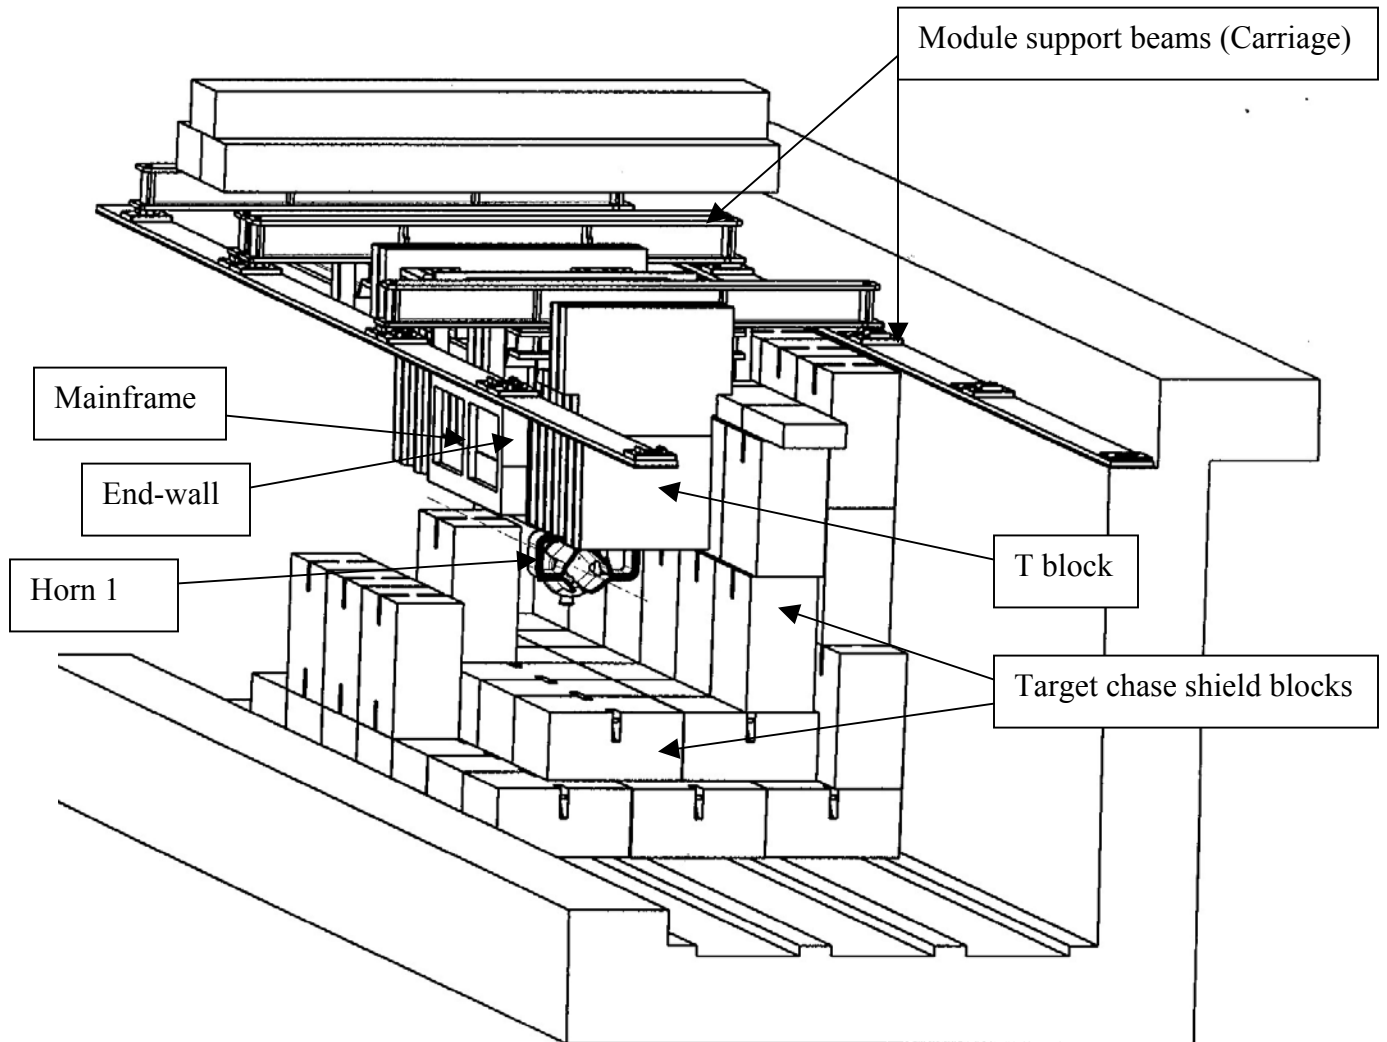 Module support beams (Carriage)
Mainframe
End-wall
T block
Horn 1
Target chase shield blocks